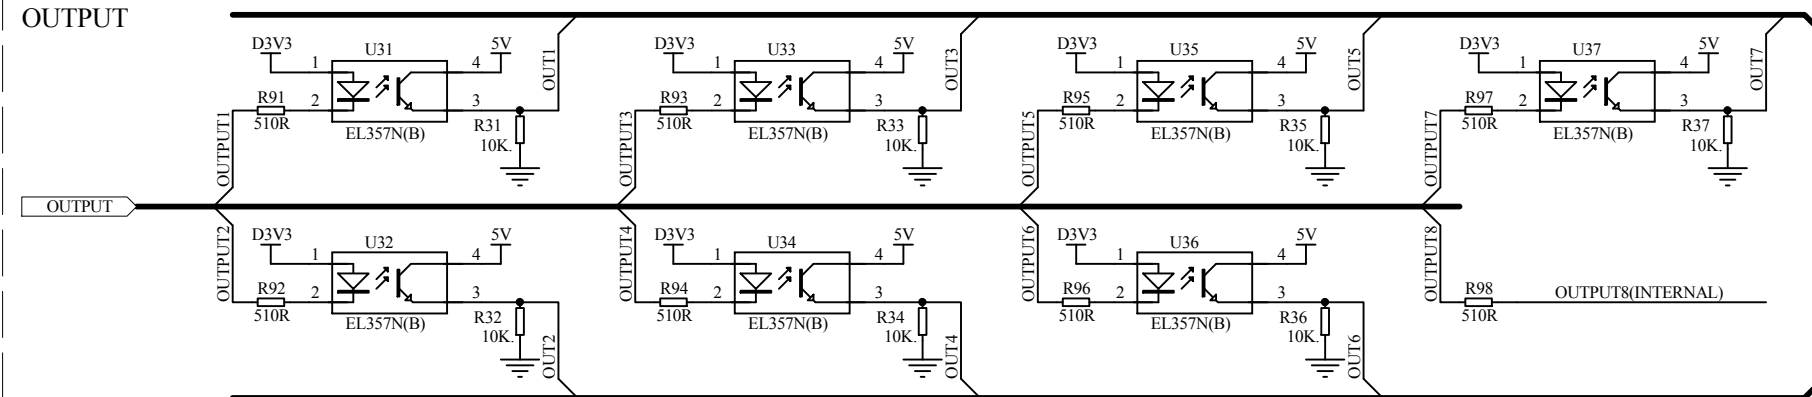 OUTPUT
D3V3
U31
5V
OUT1
1
4
R91
2
3
510R
EL357N(B)
R31
10K.
OUTPUT1
D3V3
U33
5V
OUT3
1
4
R93
2
3
510R
EL357N(B)
R33
10K.
OUTPUT3
D3V3
U35
5V
OUT5
1
4
R95
2
3
510R
EL357N(B)
R35
10K.
OUTPUT5
D3V3
U37
5V
OUT7
1
4
R97
2
3
510R
EL357N(B)
R37
10K.
OUTPUT7
OUTPUT
OUTPUT2
D3V3
U32
5V
1
4
R92
2
3
510R
EL357N(B)
R32
10K.
OUT2
OUTPUT4
D3V3
U34
5V
1
4
R94
2
3
510R
EL357N(B)
R34
10K.
OUT4
OUTPUT6
D3V3
U36
5V
1
4
R96
2
3
510R
EL357N(B)
R36
10K.
OUT6
OUTPUT8
R98
510R
OUTPUT8(INTERNAL)